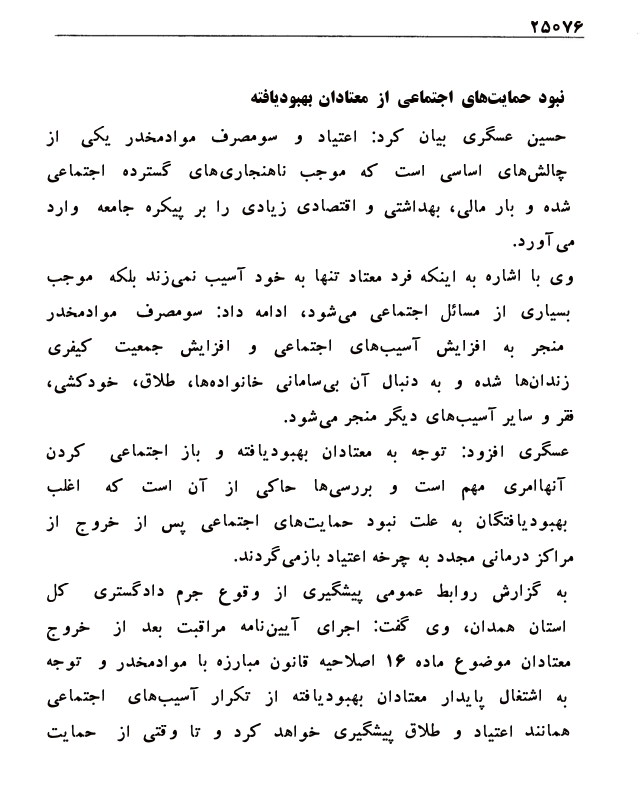 ۲۵۰۷۶
نبود حمایت‌های اجتماعی از معتادان بهبودیافته
حسین عسگری بیان کرد: اعتیاد و سومصرف موادمخدر یکی از
چالش‌های اساسی است که موجب ناهنجاری‌های گسترده اجتماعی
شده و بار مالی، بهداشتی و اقتصادی زیادی را بر پیکره جامعه وارد
می‌آورد.
وی با اشاره به اینکه فرد معتاد تنها به خود آسیب نمی‌زند بلکه موجب
بسیاری از مسائل اجتماعی می‌شود، ادامه داد: سومصرف موادمخدر
منجر به افزایش آسیب‌های اجتماعی و افزایش جمعیت کیفری
زندان‌ها شده و به دنبال آن بی‌سامانی خانواده‌ها، طلاق، خودکشی،
فقر و سایر آسیب‌های دیگر منجر می‌شود.
عسگری افزود: توجه به معتادان بهبودیافته و باز اجتماعی کردن
آنهاامری مهم است و بررسی‌ها حاکی از آن است که اغلب
بهبودیافتگان به علت نبود حمایت‌های اجتماعی پس از خروج از
مراکز درمانی مجدد به چرخه اعتیاد بازمی‌گردند.
به گزارش روابط عمومی پیشگیری از وقوع جرم دادگستری کل
استان همدان، وی گفت: اجرای آیین‌نامه مراقبت بعد از خروج
معتادان موضوع ماده ۱۶ اصلاحیه قانون مبارزه با موادمخدر و توجه
به اشتغال پایدار معتادان بهبودیافته از تکرار آسیب‌های اجتماعی
همانند اعتیاد و طلاق پیشگیری خواهد کرد و تا وقتی از حمایت